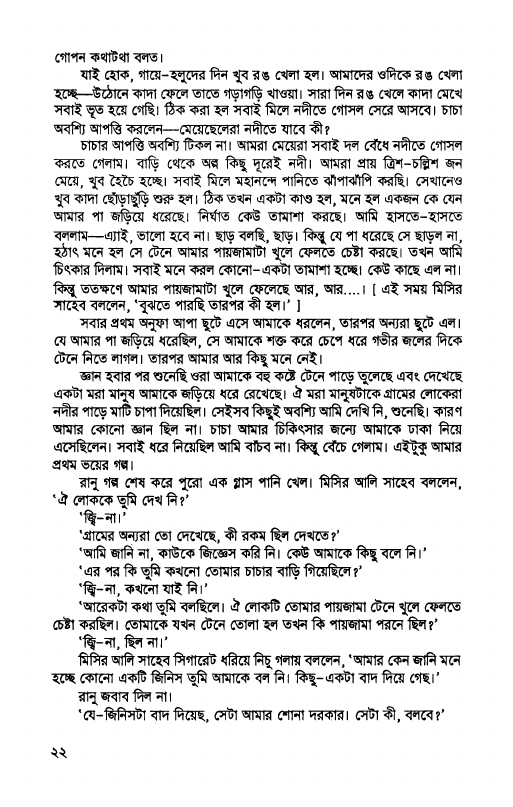 গোপন কথাটথা বলত।
যাই হোক, গায়ে-হলুদের দিন খুব রঙ খেলা হল। আমাদের ওদিকে রঙ খেলা
হচ্ছে—উঠোনে কাদা ফেলে তাতে গড়াগড়ি খাওয়া। সারা দিন রঙ খেলে কাদা মেখে
সবাই ভূত হয়ে গেছি। ঠিক করা হল সবাই মিলে নদীতে গোসল সেরে আসবে। চাচা
অবশ্যি আপত্তি করলেন—মেয়েছেলেরা নদীতে যাবে কী?
চাচার আপত্তি অবশ্যি টিকল না। আমরা মেয়েরা সবাই দল বেঁধে নদীতে গোসল
করতে গেলাম। বাড়ি থেকে অল্প কিছু দূরেই নদী। আমরা প্রায় ত্রিশ-চল্লিশ জন
মেয়ে, খুব হৈচৈ হচ্ছে। সবাই মিলে মহানন্দে পানিতে ঝাঁপাঝাঁপি করছি। সেখানেও
খুব কাদা ছোঁড়াছুঁড়ি শুরু হল। ঠিক তখন একটা কাণ্ড হল, মনে হল একজন কে যেন
আমার পা জড়িয়ে ধরেছে। নির্ঘাত কেউ তামাশা করছে। আমি হাসতে-হাসতে
বললাম—এ্যাই, ভালো হবে না। ছাড় বলছি, ছাড়। কিন্তু যে পা ধরেছে সে ছাড়ল না,
হঠাৎ মনে হল সে টেনে আমার পায়জামাটা খুলে ফেলতে চেষ্টা করছে। তখন আমি
চিৎকার দিলাম। সবাই মনে করল কোনো-একটা তামাশা হচ্ছে। কেউ কাছে এল না।
কিন্তু ততক্ষণে আমার পায়জামাটা খুলে ফেলেছে আর, আর....। [ এই সময় মিসির
সাহেব বললেন, ‘বুঝতে পারছি তারপর কী হল।’ ]
সবার প্রথম অনুফা আপা ছুটে এসে আমাকে ধরলেন, তারপর অন্যরা ছুটে এল।
যে আমার পা জড়িয়ে ধরেছিল, সে আমাকে শক্ত করে চেপে ধরে গভীর জলের দিকে
টেনে নিতে লাগল। তারপর আমার আর কিছু মনে নেই।
জ্ঞান হবার পর শুনেছি ওরা আমাকে বহু কষ্টে টেনে পাড়ে তুলেছে এবং দেখেছে
একটা মরা মানুষ আমাকে জড়িয়ে ধরে রেখেছে। ঐ মরা মানুষটাকে গ্রামের লোকেরা
নদীর পাড়ে মাটি চাপা দিয়েছিল। সেইসব কিছুই অবশ্যি আমি দেখি নি, শুনেছি। কারণ
আমার কোনো জ্ঞান ছিল না। চাচা আমার চিকিৎসার জন্যে আমাকে ঢাকা নিয়ে
এসেছিলেন। সবাই ধরে নিয়েছিল আমি বাঁচব না। কিন্তু বেঁচে গেলাম। এইটুকু আমার
প্রথম ভয়ের গল্প।
রানু গল্প শেষ করে পুরো এক গ্লাস পানি খেল। মিসির আলি সাহেব বললেন,
‘ঐ লোককে তুমি দেখ নি?’
‘জ্বি-না।’
‘গ্রামের অন্যরা তো দেখেছে, কী রকম ছিল দেখতে?’
‘আমি জানি না, কাউকে জিজ্ঞেস করি নি। কেউ আমাকে কিছু বলে নি।’
‘এর পর কি তুমি কখনো তোমার চাচার বাড়ি গিয়েছিলে?’
‘জ্বি-না, কখনো যাই নি।’
‘আরেকটা কথা তুমি বলছিলে। ঐ লোকটি তোমার পায়জামা টেনে খুলে ফেলতে
চেষ্টা করছিল। তোমাকে যখন টেনে তোলা হল তখন কি পায়জামা পরনে ছিল?’
‘জ্বি-না, ছিল না।’
মিসির আলি সাহেব সিগারেট ধরিয়ে নিচু গলায় বললেন, ‘আমার কেন জানি মনে
হচ্ছে কোনো একটি জিনিস তুমি আমাকে বল নি। কিছু-একটা বাদ দিয়ে গেছ।’
রানু জবাব দিল না।
‘যে-জিনিসটা বাদ দিয়েছ, সেটা আমার শোনা দরকার। সেটা কী, বলবে?’
২২